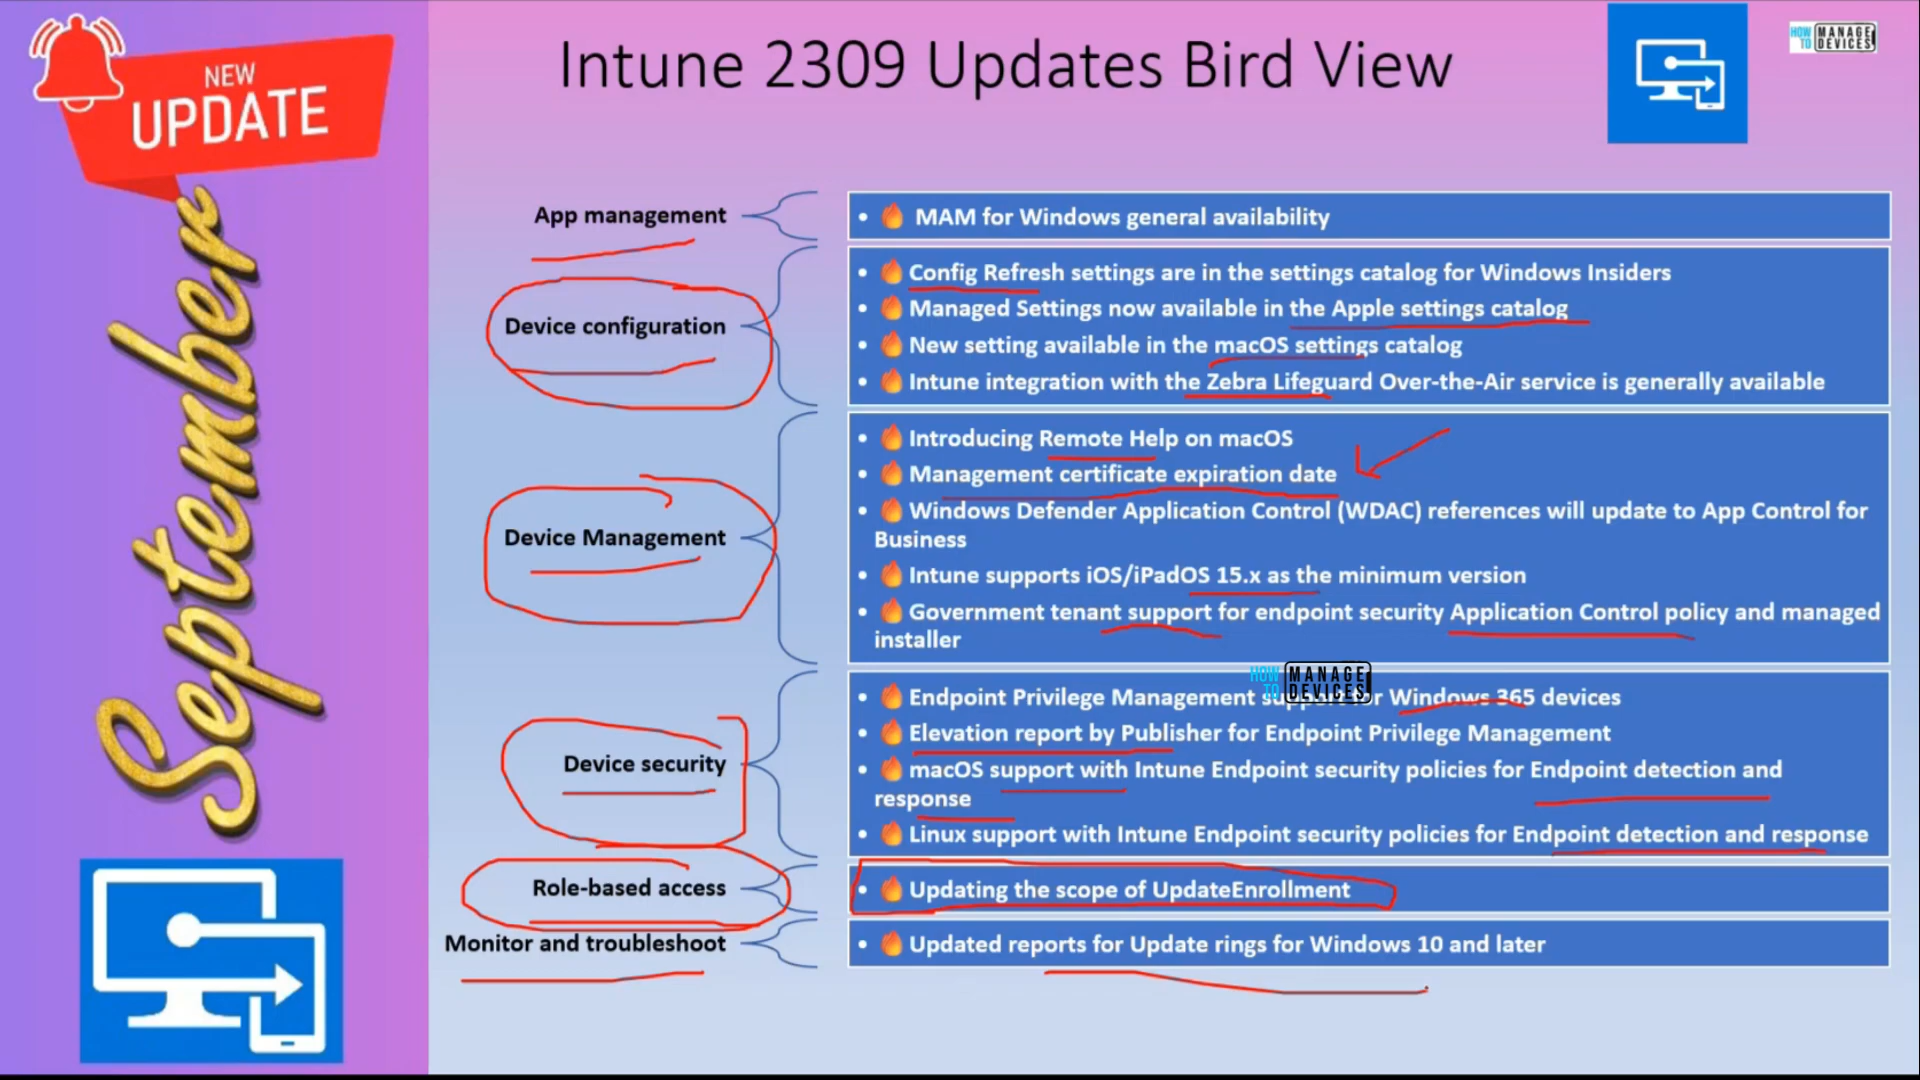 NEW
UPDATE
September
Intune 2309 Updates Bird View
HOW TO MANAGE DEVICES
App management
• MAM for Windows general availability
Device configuration
• Config Refresh settings are in the settings catalog for Windows Insiders
• Managed Settings now available in the Apple settings catalog
• New setting available in the macOS settings catalog
• Intune integration with the Zebra Lifeguard Over-the-Air service is generally available
Device Management
• Introducing Remote Help on macOS
• Management certificate expiration date
• Windows Defender Application Control (WDAC) references will update to App Control for
Business
• Intune supports iOS/iPadOS 15.x as the minimum version
• Government tenant support for endpoint security Application Control policy and managed
installer
HOW TO MANAGE DEVICES
Device security
• Endpoint Privilege Management for Windows 365 devices
• Elevation report by Publisher for Endpoint Privilege Management
• macOS support with Intune Endpoint security policies for Endpoint detection and
response
• Linux support with Intune Endpoint security policies for Endpoint detection and response
Role-based access
• Updating the scope of UpdateEnrollment
Monitor and troubleshoot
• Updated reports for Update rings for Windows 10 and later